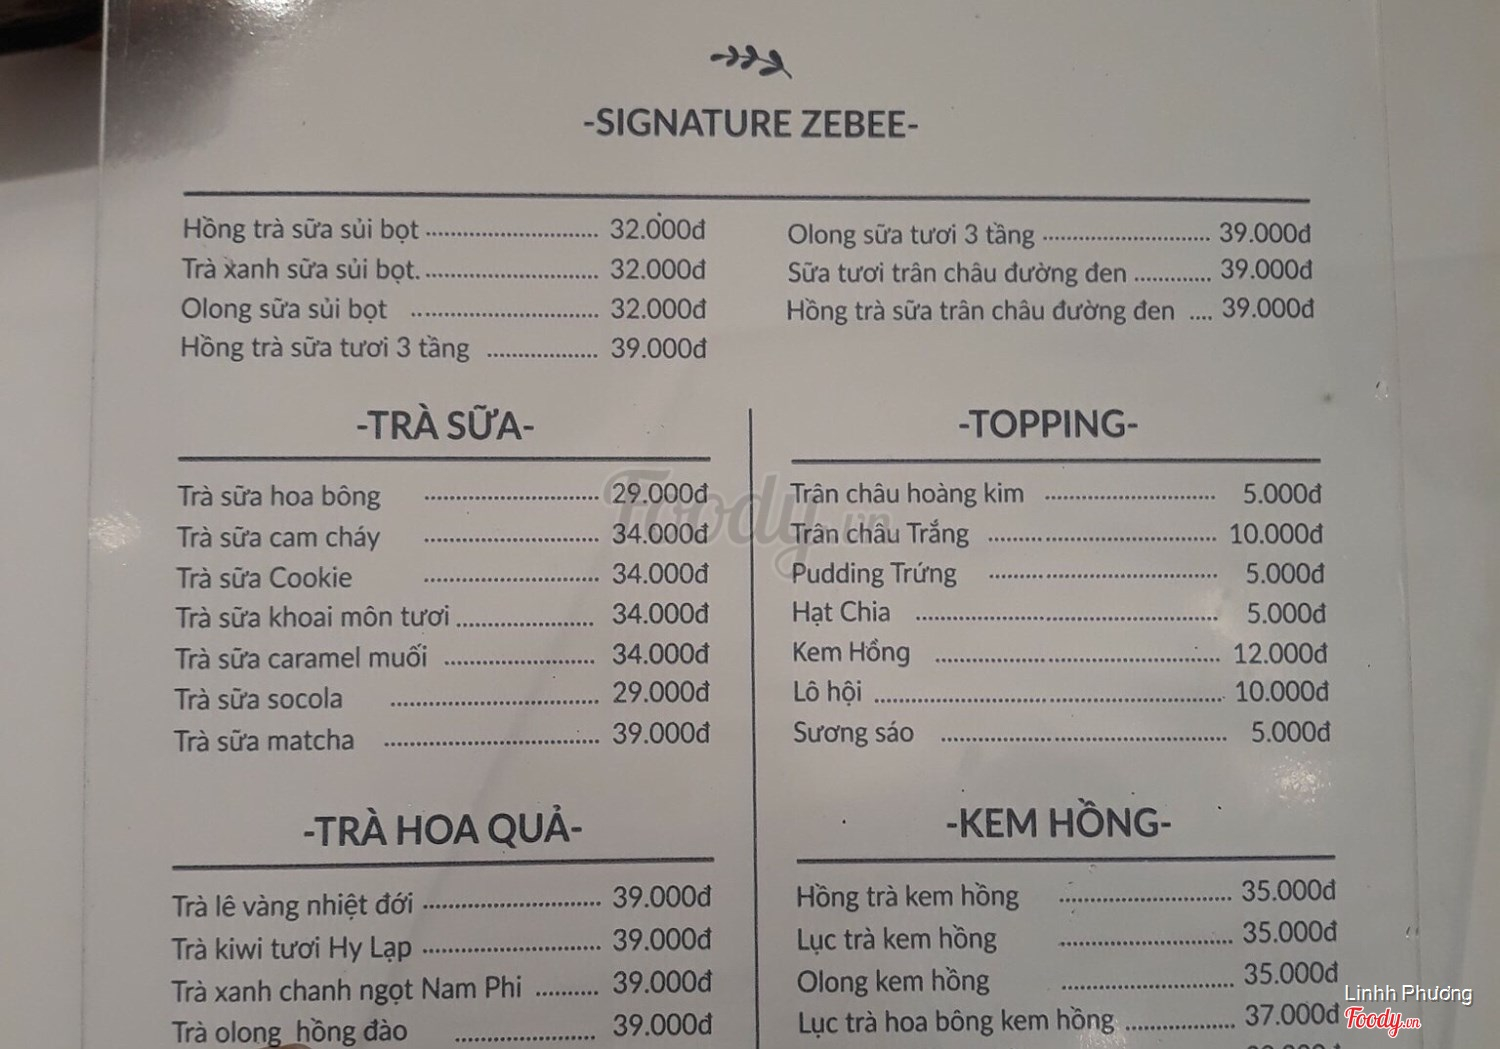 -SIGNATURE ZEBEE-
Hồng trà sữa sủi bọt 32.000đ
Trà xanh sữa sủi bọt. 32.000đ
Olong sữa sủi bọt 32.000đ
Hồng trà sữa tươi 3 tầng 39.000đ
Olong sữa tươi 3 tầng 39.000đ
Sữa tươi trân châu đường đen 39.000đ
Hồng trà sữa trân châu đường đen 39.000đ
-TRÀ SỮA-
Trà sữa hoa bông 29.000đ
Trà sữa cam cháy 34.000đ
Trà sữa Cookie 34.000đ
Trà sữa khoai môn tươi 34.000đ
Trà sữa caramel muối 34.000đ
Trà sữa socola 29.000đ
Trà sữa matcha 39.000đ
-TOPPING-
Trân châu hoàng kim 5.000đ
Trân châu Trắng 10.000đ
Pudding Trứng 5.000đ
Hạt Chia 5.000đ
Kem Hồng 12.000đ
Lô hội 10.000đ
Sương sáo 5.000đ
-TRÀ HOA QUẢ-
Trà lê vàng nhiệt đới 39.000đ
Trà kiwi tươi Hy Lạp 39.000đ
Trà xanh chanh ngọt Nam Phi 39.000đ
Trà olong hồng đào 39.000đ
-KEM HỒNG-
Hồng trà kem hồng 35.000đ
Lục trà kem hồng 35.000đ
Olong kem hồng 35.000đ
Lục trà hoa bông kem hồng 37.000đ
Foody.vn
Linhh Phương
Foody.vn